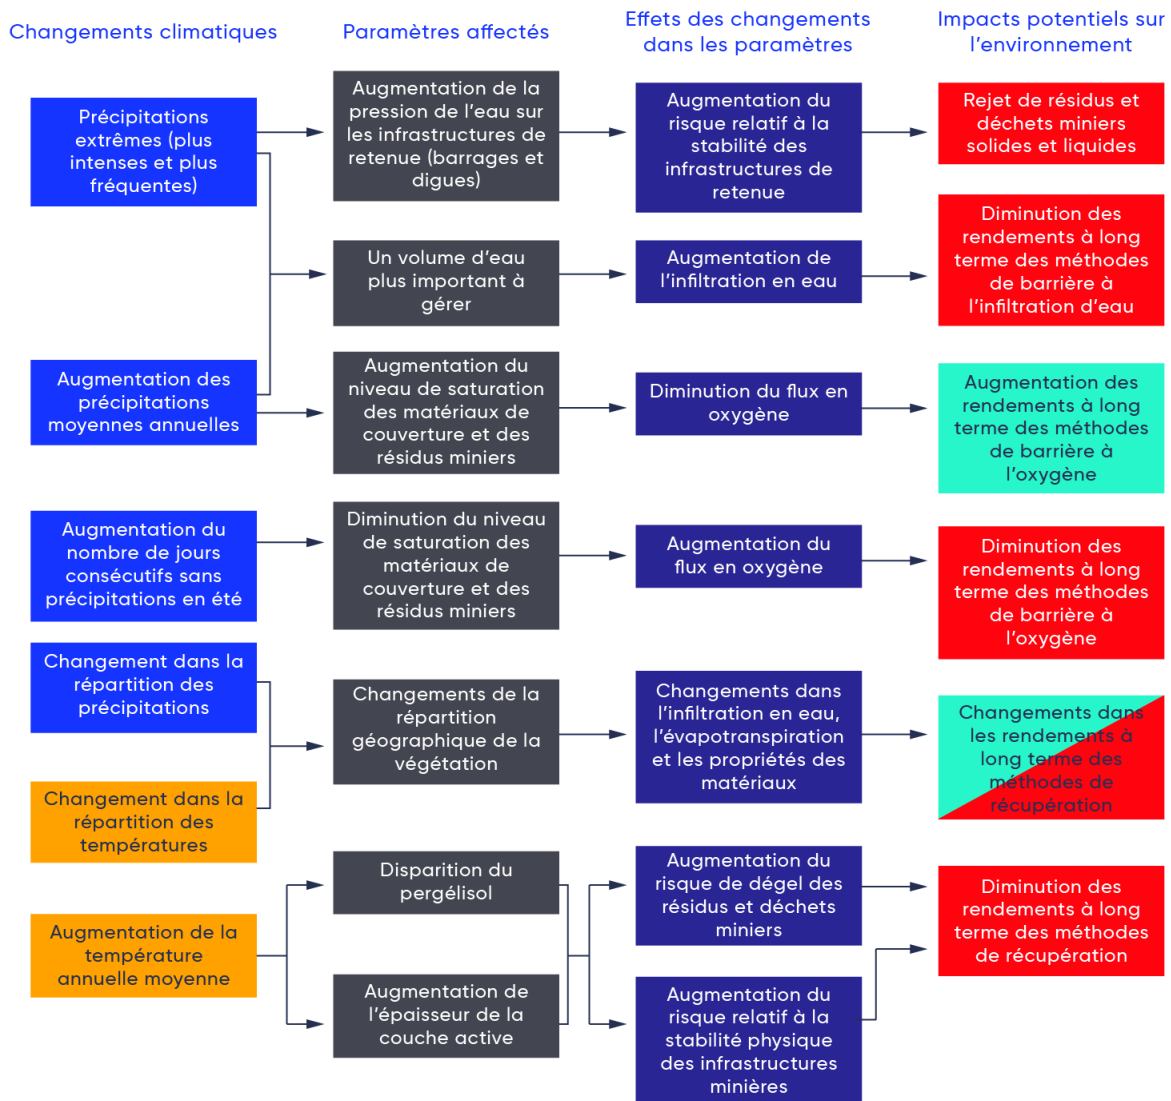 Changements climatiques
Paramètres affectés
Effets des changements
dans les paramètres
Impacts potentiels sur
l'environnement
Précipitations
extrêmes (plus
intenses et plus
fréquentes)
Augmentation de la
pression de l'eau sur
les infrastructures de
retenue (barrages et
digues)
Augmentation du
risque relatif à la
stabilité des
infrastructures de
retenue
Rejet de résidus et
déchets miniers
solides et liquides
Un volume d'eau
plus important à
gérer
Augmentation de
l'infiltration en eau
Diminution des
rendements à long
terme des méthodes
de barrière à
l'infiltration d'eau
Augmentation des
précipitations
moyennes annuelles
Augmentation du
niveau de saturation
des matériaux de
couverture et des
résidus miniers
Diminution du flux en
oxygène
Augmentation des
rendements à long
terme des méthodes
de barrière à
l'oxygène
Augmentation du
nombre de jours
consécutifs sans
précipitations en été
Diminution du niveau
de saturation des
matériaux de
couverture et des
résidus miniers
Augmentation du
flux en oxygène
Diminution des
rendements à long
terme des méthodes
de barrière à
l'oxygène
Changement dans la
répartition des
précipitations
Changements de la
répartition
géographique de la
végétation
Changements dans
l'infiltration en eau,
l'évapotranspiration
et les propriétés des
matériaux
Changements dans
les rendements à
long terme des
méthodes de
récupération
Changement dans la
répartition des
températures
Augmentation de la
température
annuelle moyenne
Disparition du
pergélisol
Augmentation du
risque de dégel des
résidus et déchets
miniers
Diminution des
rendements à long
terme des méthodes
de récupération
Augmentation de
l'épaisseur de la
couche active
Augmentation du
risque relatif à la
stabilité physique
des infrastructures
minières